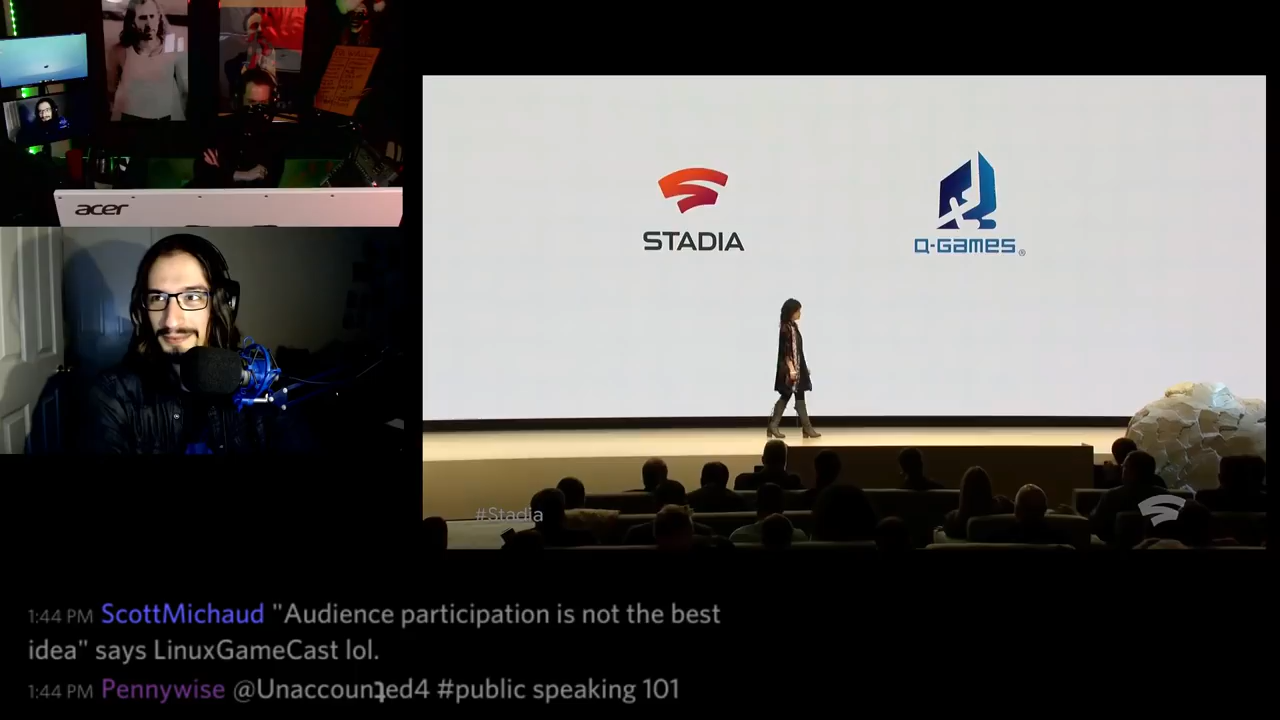 acer
STADIA
Q-GAMES
#Stadia
1:44 PM ScottMichaud "Audience participation is not the best
idea" says LinuxGameCast lol.
1:44 PM Pennywise @Unaccounted4 #public speaking 101